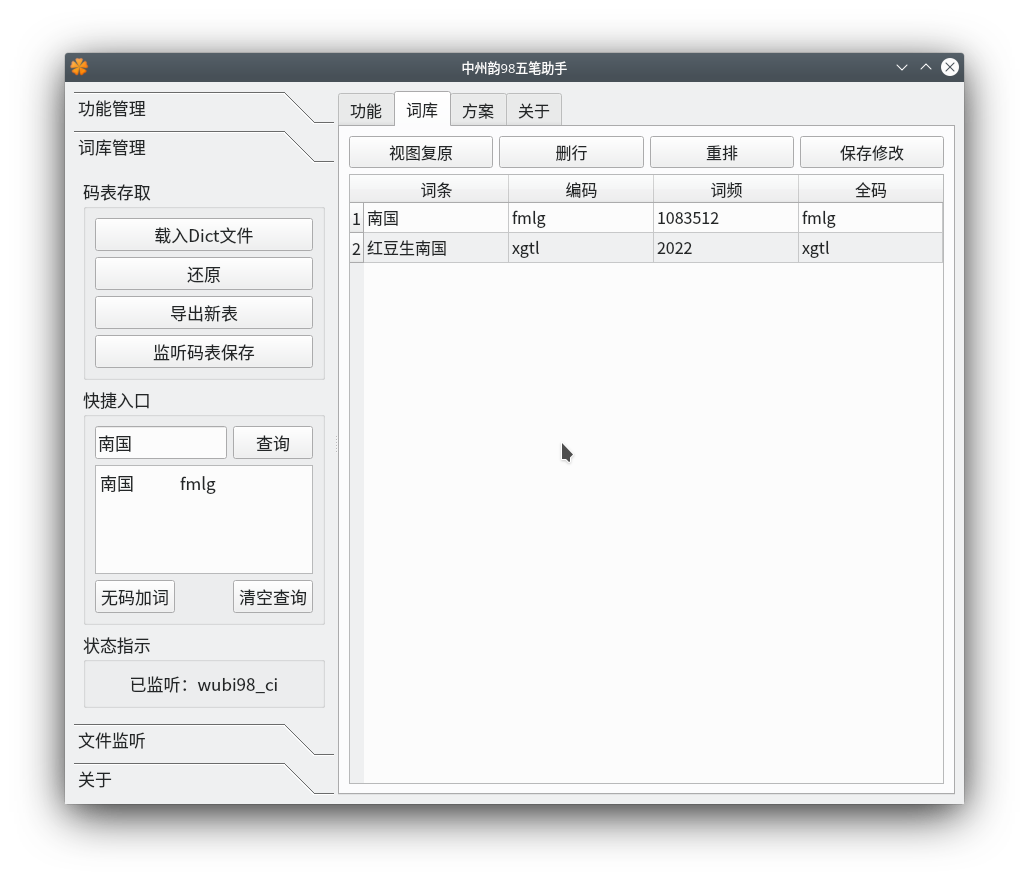 中州韵98五笔助手
功能管理
词库管理
码表存取
载入Dict文件
还原
导出新表
监听码表保存
快捷入口
南国 查询
南国 fmlg
无码加词 清空查询
状态指示
已监听：wubi98_ci
文件监听
关于
功能 词库 方案 关于
视图复原 删行 重排 保存修改
词条 编码 词频 全码
1 南国 fmlg 1083512 fmlg
2 红豆生南国 xgtl 2022 xgtl